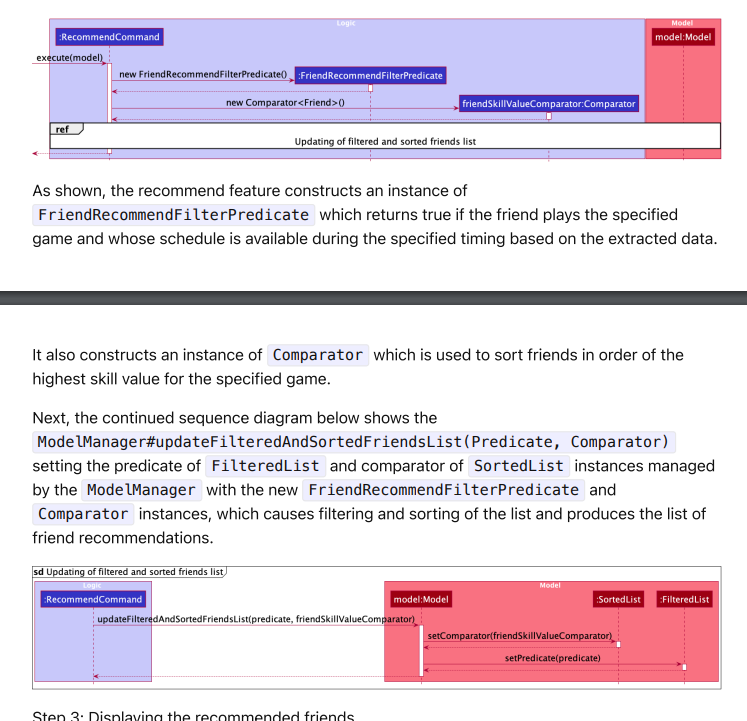 Logic
Model
:RecommendCommand
model:Model
execute(model)
new FriendRecommendFilterPredicate()
:FriendRecommendFilterPredicate
new Comparator<Friend>()
friendSkillValueComparator:Comparator
ref
Updating of filtered and sorted friends list
As shown, the recommend feature constructs an instance of
FriendRecommendFilterPredicate which returns true if the friend plays the specified
game and whose schedule is available during the specified timing based on the extracted data.
It also constructs an instance of Comparator which is used to sort friends in order of the
highest skill value for the specified game.
Next, the continued sequence diagram below shows the
ModelManager#updateFilteredAndSortedFriendsList(Predicate, Comparator)
setting the predicate of FilteredList and comparator of SortedList instances managed
by the ModelManager with the new FriendRecommendFilterPredicate and
Comparator instances, which causes filtering and sorting of the list and produces the list of
friend recommendations.
sd Updating of filtered and sorted friends list
Logic
Model
:RecommendCommand
model:Model
:SortedList
:FilteredList
updateFilteredAndSortedFriendsList(predicate, friendSkillValueComparator)
setComparator(friendSkillValueComparator)
setPredicate(predicate)
Step 3: Displaying the recommended friends